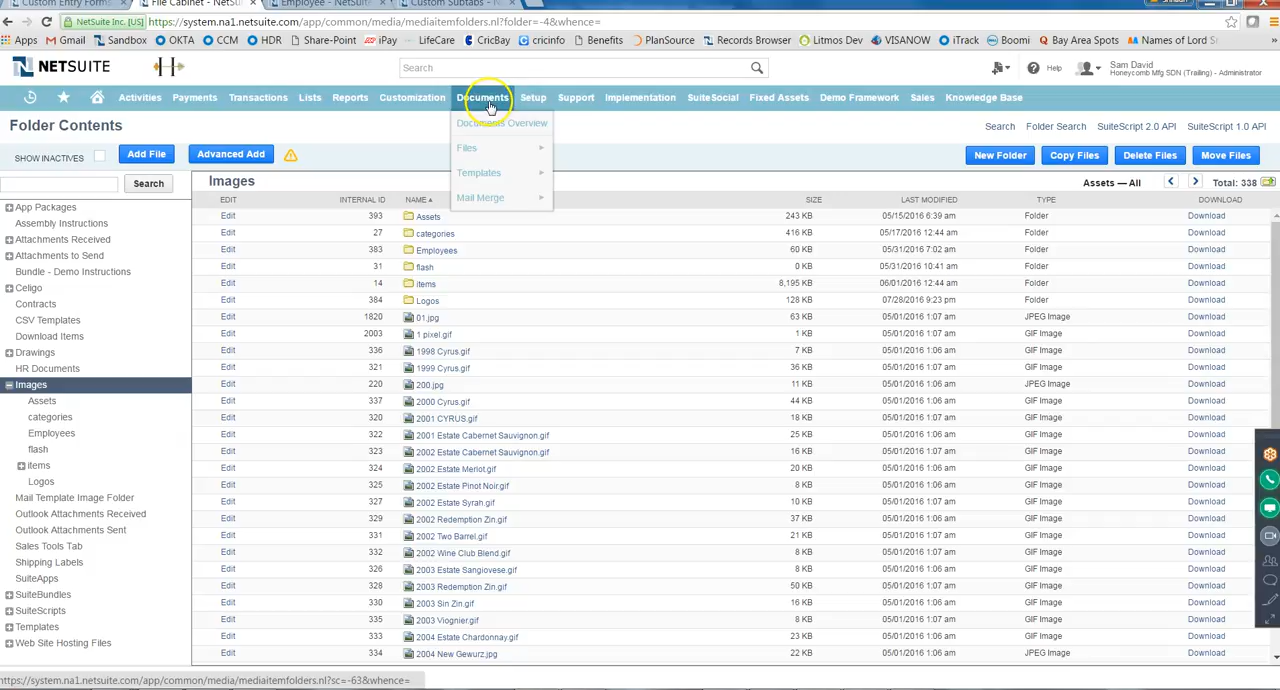 Custom Entry Forms
File Cabinet - NetSu
Employee - NetSuite
Custom Subtabs - Ne
NetSuite Inc. [US] https://system.na1.netsuite.com/app/common/media/mediaitemfolders.nl?folder=-4&whence=
Apps Gmail Sandbox OKTA CCM HDR Share-Point iPay LifeCare CricBay cricinfo Benefits PlanSource Records Browser Litmos Dev VISANOW iTrack Boomi Bay Area Spots Names of Lord S
NETSUITE
Search
Help
Sam David
Honeycomb Mfg SDN (Trailing) - Administrator
Activities Payments Transactions Lists Reports Customization Documents Setup Support Implementation SuiteSocial Fixed Assets Demo Framework Sales Knowledge Base
Documents Overview
Files
Templates
Mail Merge
Folder Contents
Search Folder Search SuiteScript 2.0 API SuiteScript 1.0 API
SHOW INACTIVES Add File Advanced Add New Folder Copy Files Delete Files Move Files
Search
Images
Assets — All Total: 338
App Packages
Assembly Instructions
Attachments Received
Attachments to Send
Bundle - Demo Instructions
Celigo
Contracts
CSV Templates
Download Items
Drawings
HR Documents
Images
Assets
categories
Employees
flash
items
Logos
Mail Template Image Folder
Outlook Attachments Received
Outlook Attachments Sent
Sales Tools Tab
Shipping Labels
SuiteApps
SuiteBundles
SuiteScripts
Templates
Web Site Hosting Files
EDIT INTERNAL ID NAME SIZE LAST MODIFIED TYPE DOWNLOAD
Edit 393 Assets 243 KB 05/15/2016 6:39 am Folder Download
Edit 27 categories 416 KB 05/17/2016 12:44 am Folder Download
Edit 383 Employees 60 KB 05/31/2016 7:02 am Folder Download
Edit 31 flash 0 KB 05/31/2016 10:41 am Folder Download
Edit 14 items 8,195 KB 06/01/2016 12:44 am Folder Download
Edit 384 Logos 128 KB 07/28/2016 9:23 pm Folder Download
Edit 1820 01.jpg 63 KB 05/01/2016 1:07 am JPEG Image Download
Edit 2003 1 pixel.gif 1 KB 05/01/2016 1:07 am GIF Image Download
Edit 336 1998 Cyrus.gif 7 KB 05/01/2016 1:06 am GIF Image Download
Edit 321 1999 Cyrus.gif 36 KB 05/01/2016 1:07 am GIF Image Download
Edit 220 200.jpg 11 KB 05/01/2016 1:06 am JPEG Image Download
Edit 337 2000 Cyrus.gif 44 KB 05/01/2016 1:06 am GIF Image Download
Edit 320 2001 CYRUS.gif 18 KB 05/01/2016 1:07 am GIF Image Download
Edit 322 2001 Estate Cabernet Sauvignon.gif 25 KB 05/01/2016 1:06 am GIF Image Download
Edit 323 2002 Estate Cabernet Sauvignon.gif 16 KB 05/01/2016 1:07 am GIF Image Download
Edit 324 2002 Estate Merlot.gif 20 KB 05/01/2016 1:06 am GIF Image Download
Edit 325 2002 Estate Pinot Noir.gif 8 KB 05/01/2016 1:06 am GIF Image Download
Edit 327 2002 Estate Syrah.gif 10 KB 05/01/2016 1:07 am GIF Image Download
Edit 329 2002 Redemption Zin.gif 37 KB 05/01/2016 1:06 am GIF Image Download
Edit 331 2002 Two Barrel.gif 21 KB 05/01/2016 1:07 am GIF Image Download
Edit 332 2002 Wine Club Blend.gif 8 KB 05/01/2016 1:06 am GIF Image Download
Edit 326 2003 Estate Sangiovese.gif 8 KB 05/01/2016 1:07 am GIF Image Download
Edit 328 2003 Redemption Zin.gif 50 KB 05/01/2016 1:07 am GIF Image Download
Edit 330 2003 Sin Zin.gif 16 KB 05/01/2016 1:06 am GIF Image Download
Edit 335 2003 Viognier.gif 8 KB 05/01/2016 1:07 am GIF Image Download
Edit 333 2004 Estate Chardonnay.gif 23 KB 05/01/2016 1:06 am GIF Image Download
Edit 334 2004 New Gewurz.jpg 22 KB 05/01/2016 1:07 am JPEG Image Download
https://system.na1.netsuite.com/app/common/media/mediaitemfolders.nl?sc=-63&whence=